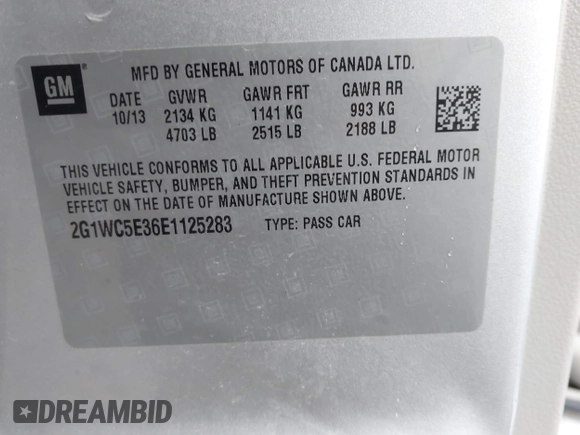 GM ®
MFD BY GENERAL MOTORS OF CANADA LTD.
DATE GVWR GAWR FRT GAWR RR
10/13 2134 KG 1141 KG 993 KG
4703 LB 2515 LB 2188 LB
THIS VEHICLE CONFORMS TO ALL APPLICABLE U.S. FEDERAL MOTOR
VEHICLE SAFETY, BUMPER, AND THEFT PREVENTION STANDARDS IN
EFFECT ON THE DATE OF MANUFACTURE SHOWN ABOVE.
2G1WC5E36E1125283 TYPE: PASS CAR
DREAMBID